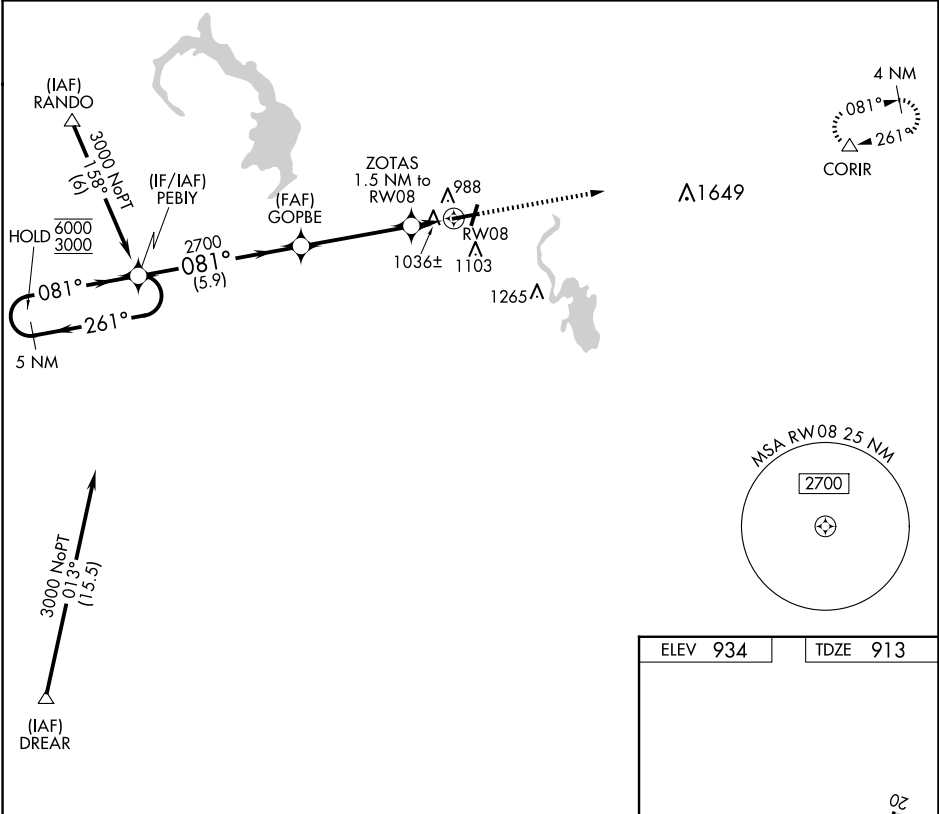 (IAF)
RANDO
3000 NoPT
158°
(6)
(IF/IAF)
PEBIY
HOLD
6000
3000
081°
261°
5 NM
2700
081°
(5.9)
(FAF)
GOPBE
ZOTAS
1.5 NM to
RW08
988
1036±
RW08
1103
1265
1649
4 NM
081°
261°
CORIR
MSA RW08 25 NM
2700
3000 NoPT
013°
(15.5)
(IAF)
DREAR
ELEV 934
TDZE 913
20